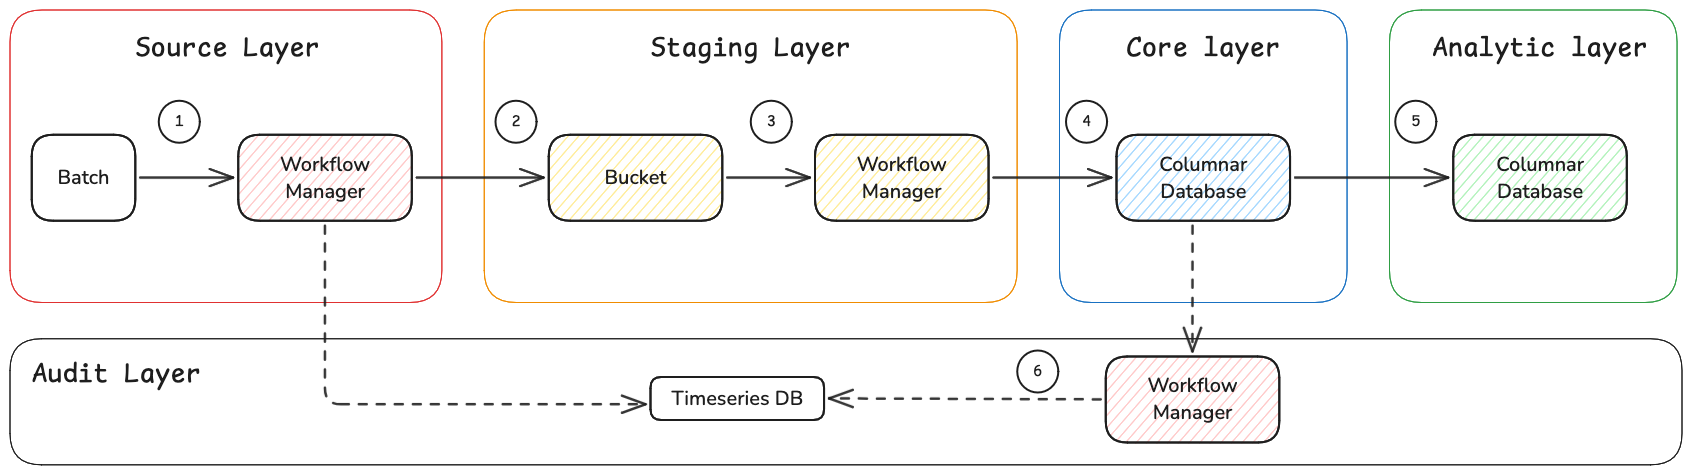 Source Layer
Staging Layer
Core layer
Analytic layer
1
2
3
4
5
Batch
Workflow
Manager
Bucket
Workflow
Manager
Columnar
Database
Columnar
Database
Audit Layer
6
Timeseries DB
Workflow
Manager